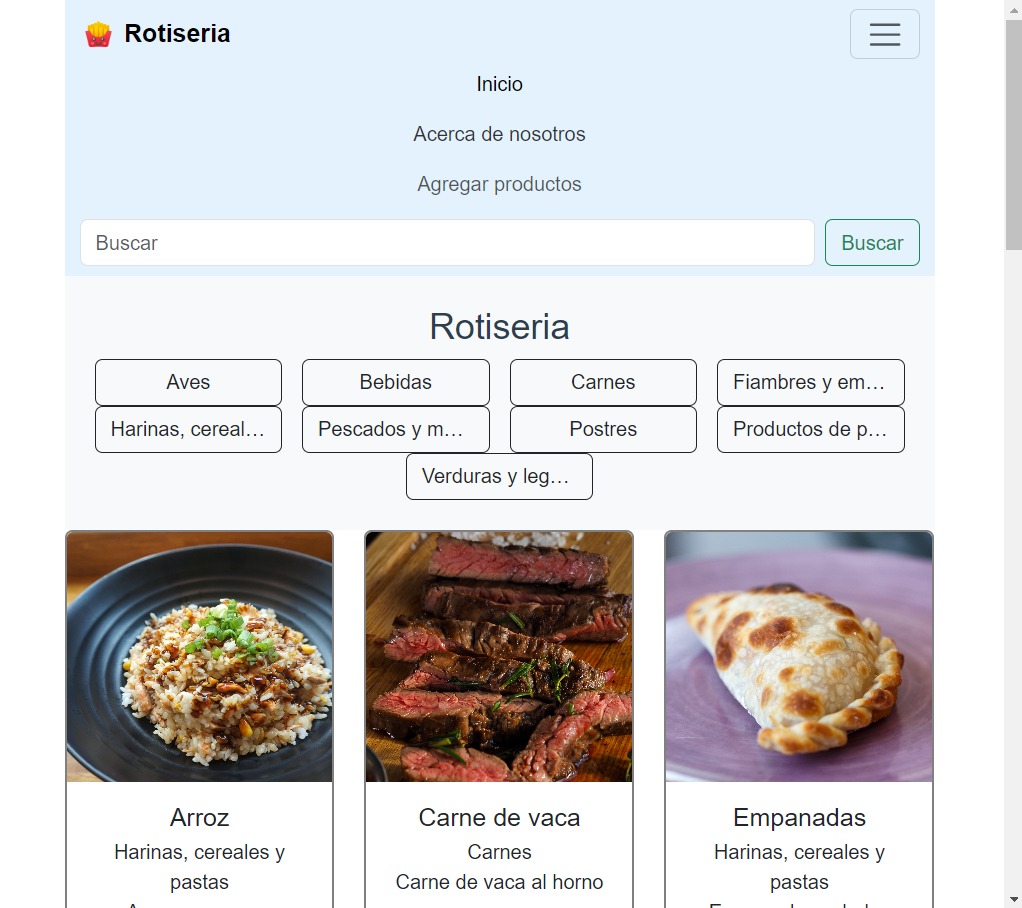 Rotiseria
Inicio
Acerca de nosotros
Agregar productos
Buscar Buscar
Rotiseria
Aves Bebidas Carnes Fiambres y em…
Harinas, cereal… Pescados y m… Postres Productos de p…
Verduras y leg…
Arroz Carne de vaca Empanadas
Harinas, cereales y Carnes Harinas, cereales y
pastas Carne de vaca al horno pastas